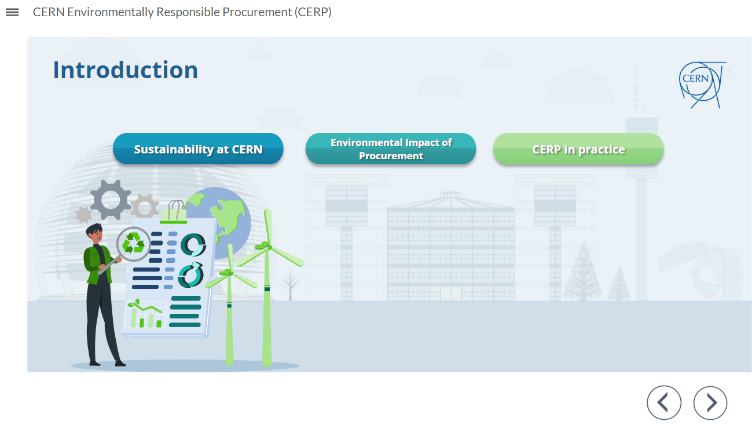 CERN Environmentally Responsible Procurement (CERP)
Introduction
CERN
Sustainability at CERN
Environmental Impact of
Procurement
CERP in practice